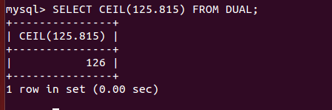 mysql> SELECT CEIL(125.815) FROM DUAL;
+---------------+
| CEIL(125.815) |
+---------------+
|           126 |
+---------------+
1 row in set (0.00 sec)